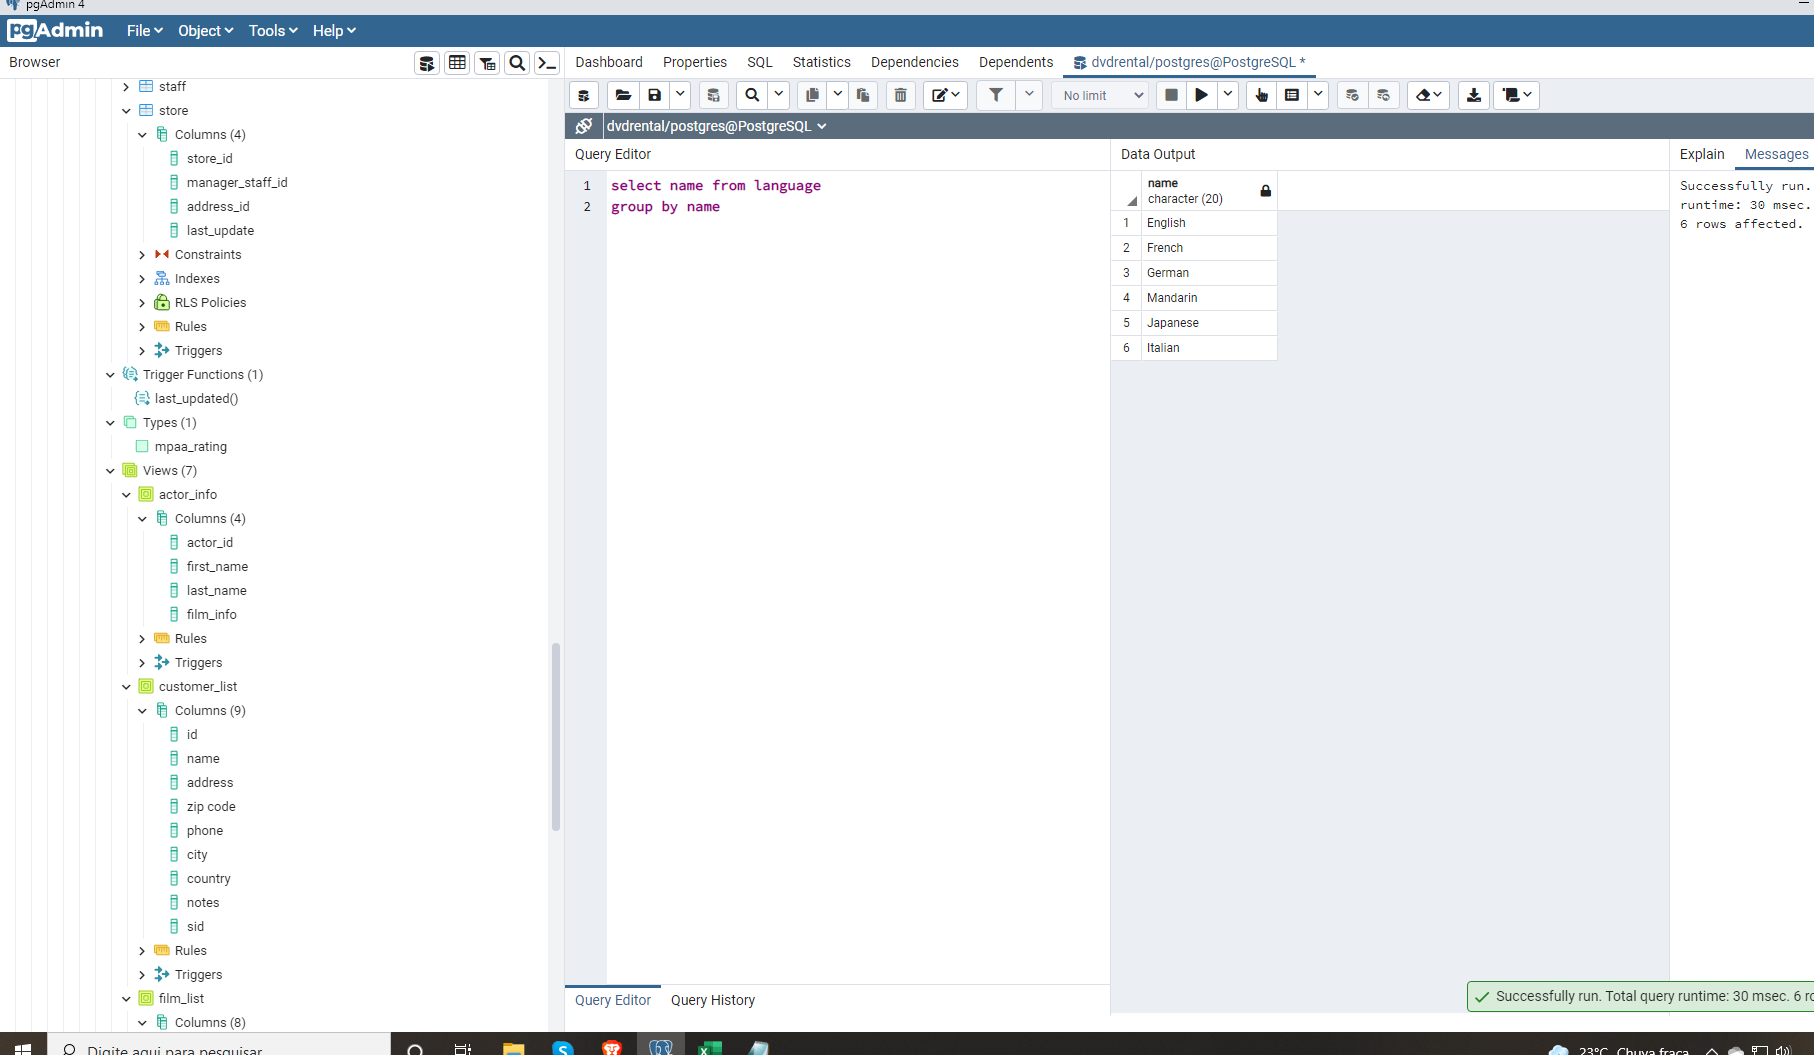 pgAdmin 4
pgAdmin File Object Tools Help
Browser
Dashboard Properties SQL Statistics Dependencies Dependents dvdrental/postgres@PostgreSQL *
No limit
dvdrental/postgres@PostgreSQL
staff
store
Columns (4)
store_id
manager_staff_id
address_id
last_update
Constraints
Indexes
RLS Policies
Rules
Triggers
Trigger Functions (1)
last_updated()
Types (1)
mpaa_rating
Views (7)
actor_info
Columns (4)
actor_id
first_name
last_name
film_info
Rules
Triggers
customer_list
Columns (9)
id
name
address
zip code
phone
city
country
notes
sid
Rules
Triggers
film_list
Columns (8)
Query Editor
1 select name from language
2 group by name
Data Output
name
character (20)
1 English
2 French
3 German
4 Mandarin
5 Japanese
6 Italian
Explain Messages
Successfully run.
runtime: 30 msec.
6 rows affected.
Query Editor Query History
Successfully run. Total query runtime: 30 msec. 6 ro
Digite aqui para pesquisar
23°C Chuva fraca